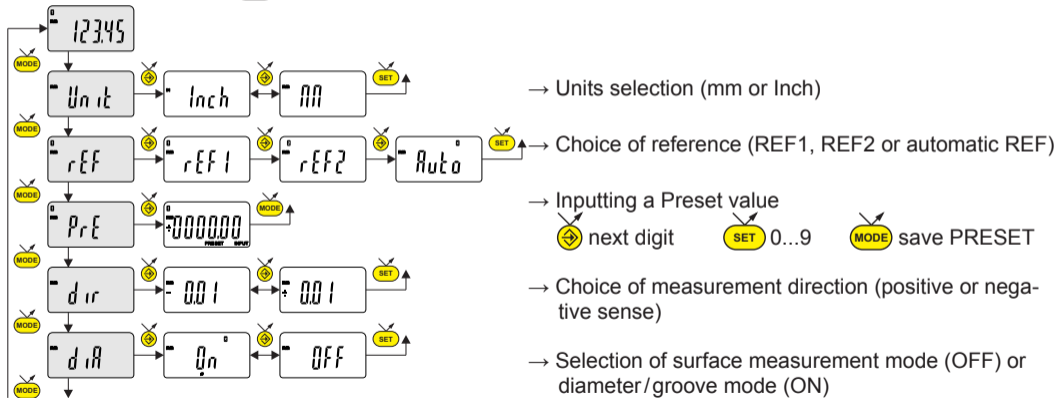 123.45
MODE
Unit Inch MM SET → Units selection (mm or Inch)
MODE
rEF rEF1 rEF2 Auto SET → Choice of reference (REF1, REF2 or automatic REF)
MODE
PrE +0000.00 PRESET INPUT MODE → Inputting a Preset value
next digit SET 0...9 MODE save PRESET
MODE
dir - 0.01 + 0.01 SET → Choice of measurement direction (positive or nega-
tive sense)
MODE
diA On OFF SET → Selection of surface measurement mode (OFF) or
diameter/groove mode (ON)
MODE